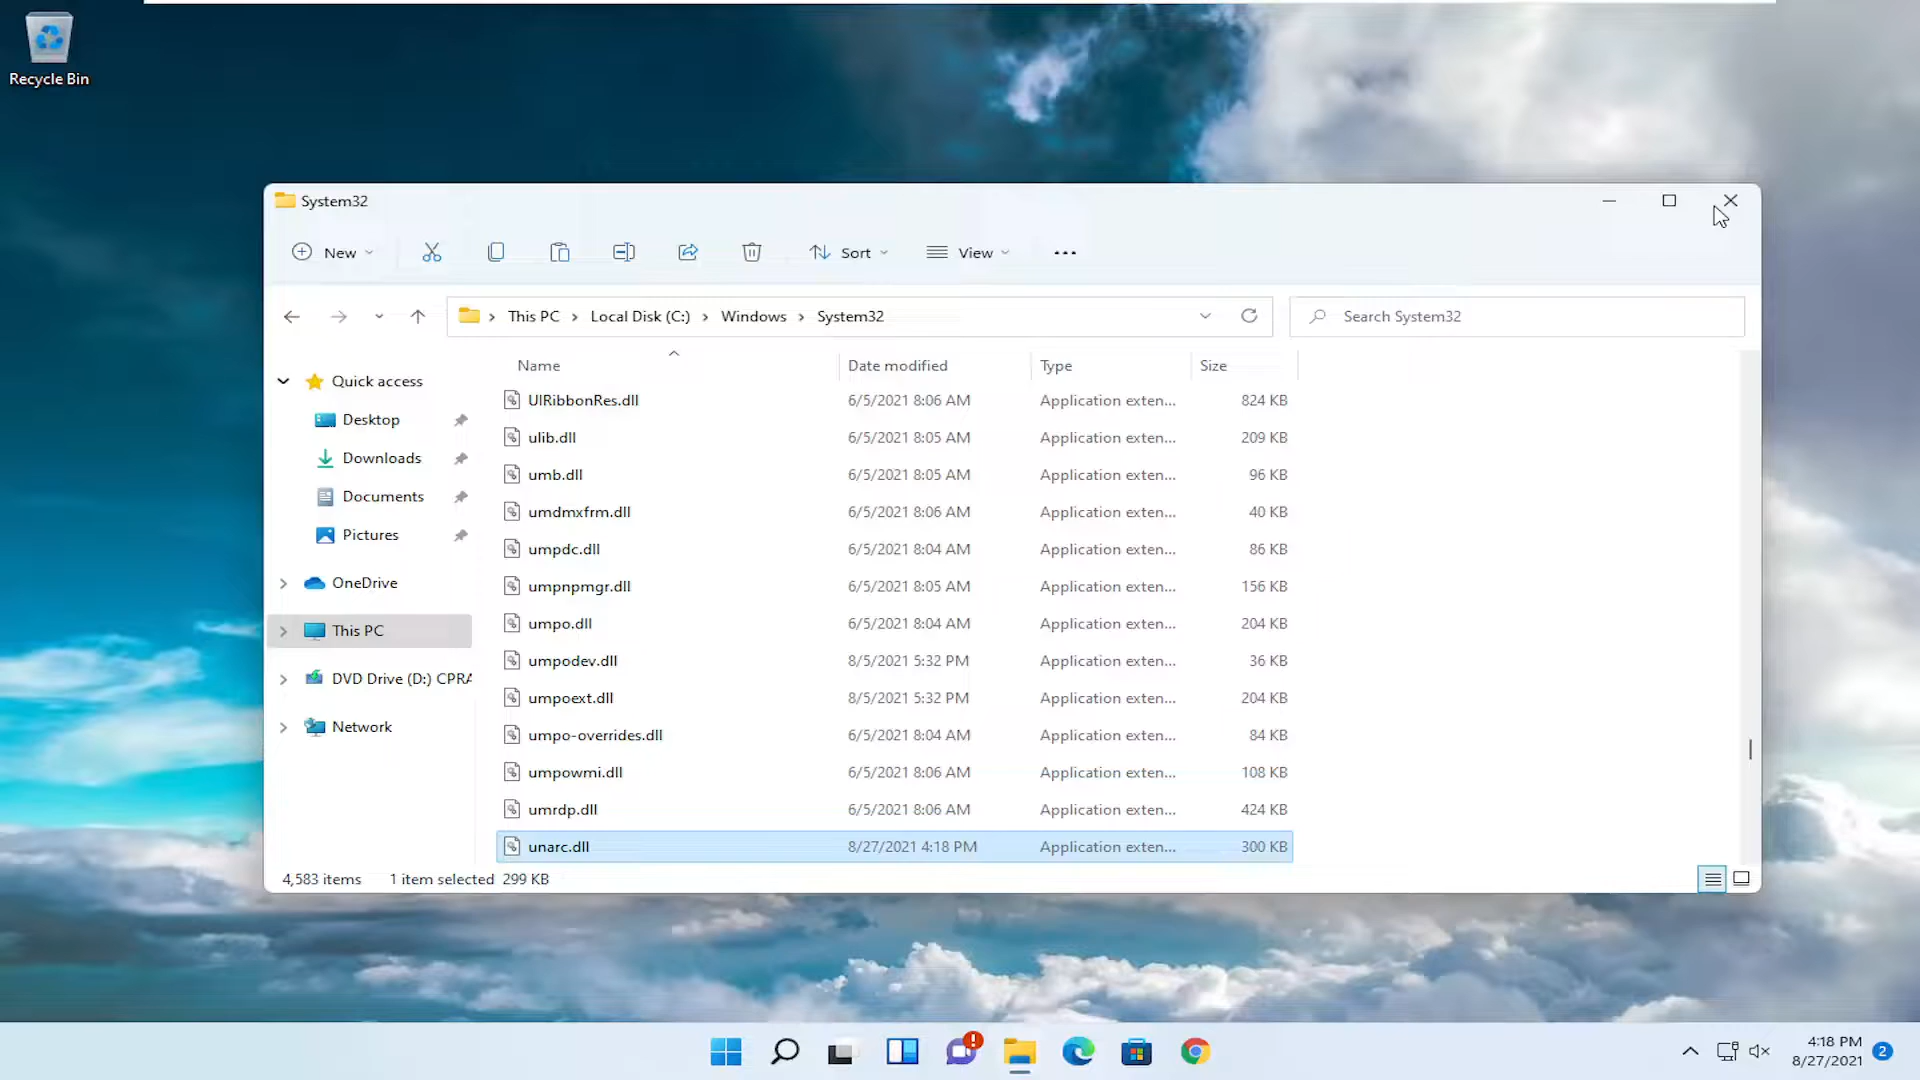 Recycle Bin
System32
New
Sort
View
This PC
Local Disk (C:)
Windows
System32
Search System32
Name
Date modified
Type
Size
Quick access
Desktop
Downloads
Documents
Pictures
OneDrive
This PC
DVD Drive (D:) CPRA
Network
UIRibbonRes.dll 6/5/2021 8:06 AM Application exten... 824 KB
ulib.dll 6/5/2021 8:05 AM Application exten... 209 KB
umb.dll 6/5/2021 8:05 AM Application exten... 96 KB
umdmxfrm.dll 6/5/2021 8:06 AM Application exten... 40 KB
umpdc.dll 6/5/2021 8:04 AM Application exten... 86 KB
umpnpmgr.dll 6/5/2021 8:05 AM Application exten... 156 KB
umpo.dll 6/5/2021 8:04 AM Application exten... 204 KB
umpodev.dll 8/5/2021 5:32 PM Application exten... 36 KB
umpoext.dll 8/5/2021 5:32 PM Application exten... 204 KB
umpo-overrides.dll 6/5/2021 8:04 AM Application exten... 84 KB
umpowmi.dll 6/5/2021 8:06 AM Application exten... 108 KB
umrdp.dll 6/5/2021 8:06 AM Application exten... 424 KB
unarc.dll 8/27/2021 4:18 PM Application exten... 300 KB
4,583 items 1 item selected 299 KB
4:18 PM
8/27/2021
2